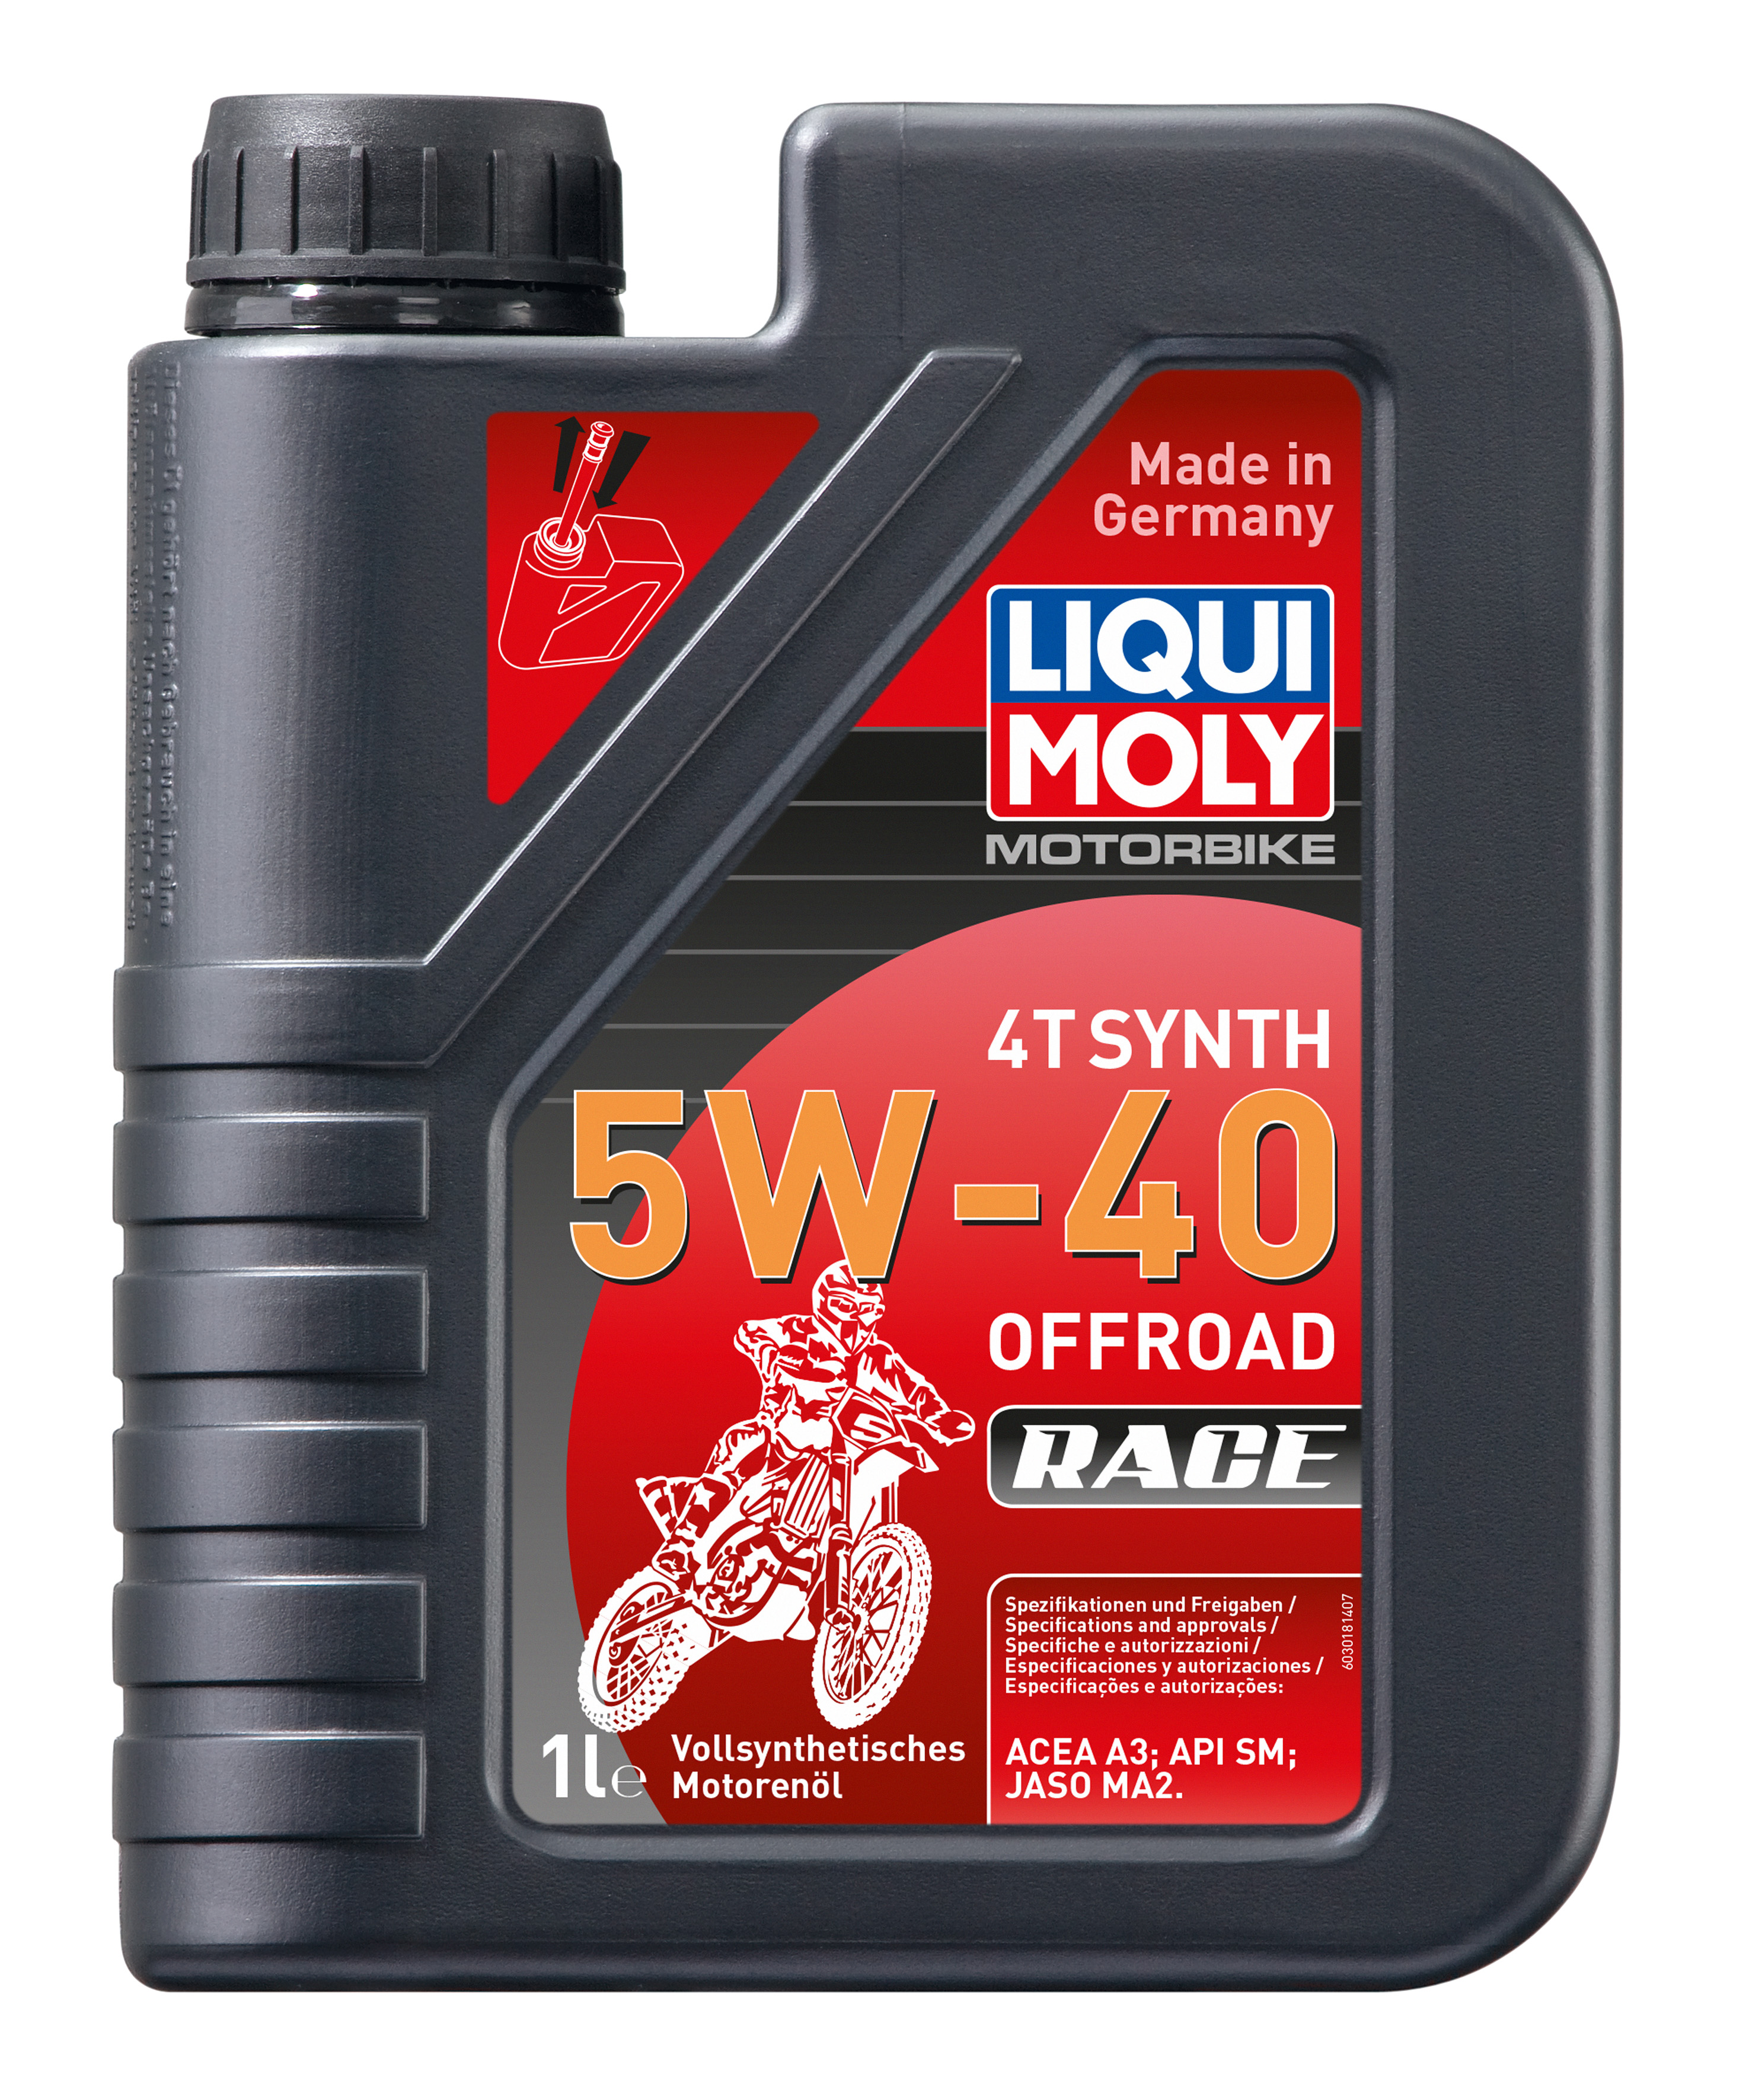 Made in
Germany
LIQUI
MOLY
MOTORBIKE
4T SYNTH
5W-40
OFFROAD
RACE
Spezifikationen und Freigaben /
Specifications and approvals /
Specifiche e autorizzazioni /
Especificaciones y autorizaciones /
Especificações e autorizações:
6030181407
ACEA A3; API SM;
JASO MA2.
1l e
Vollsynthetisches
Motorenöl